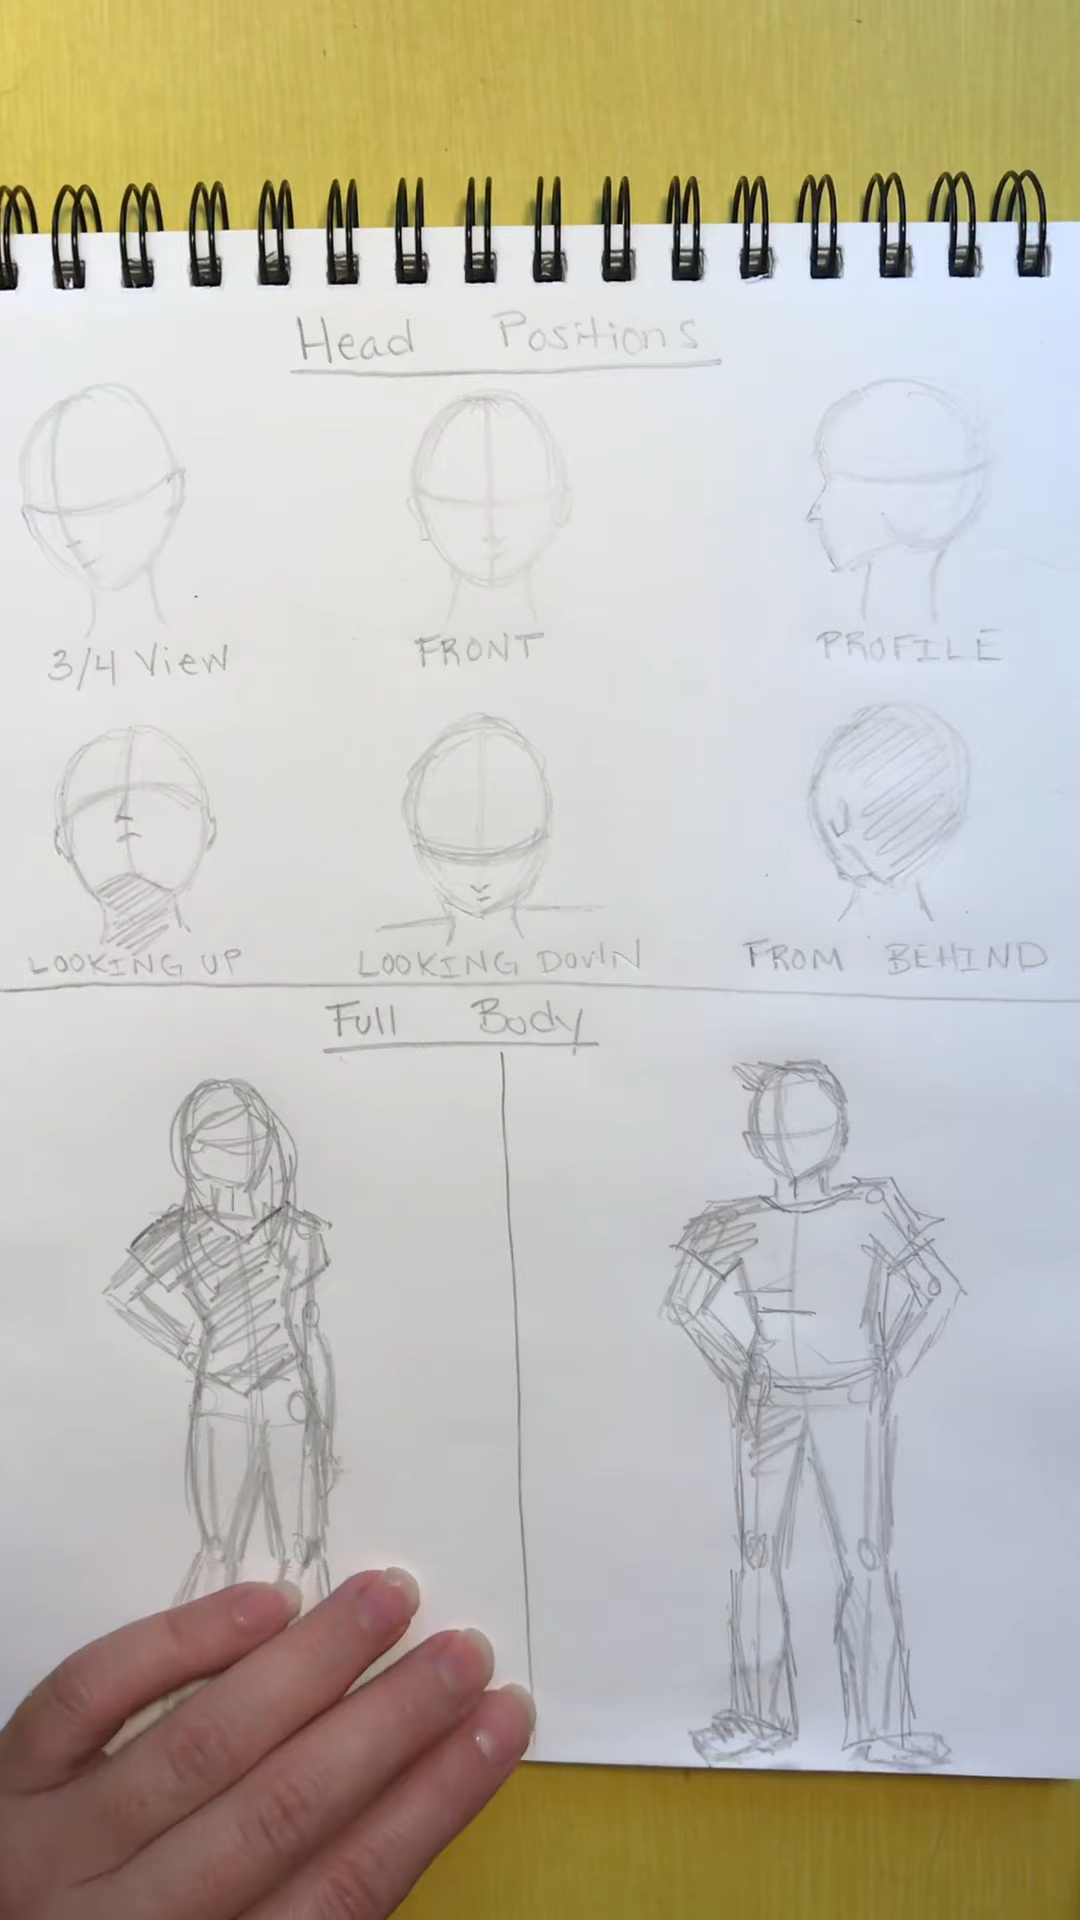 Head Positions
3/4 View
FRONT
PROFILE
LOOKING UP
LOOKING DOWN
FROM BEHIND
Full Body